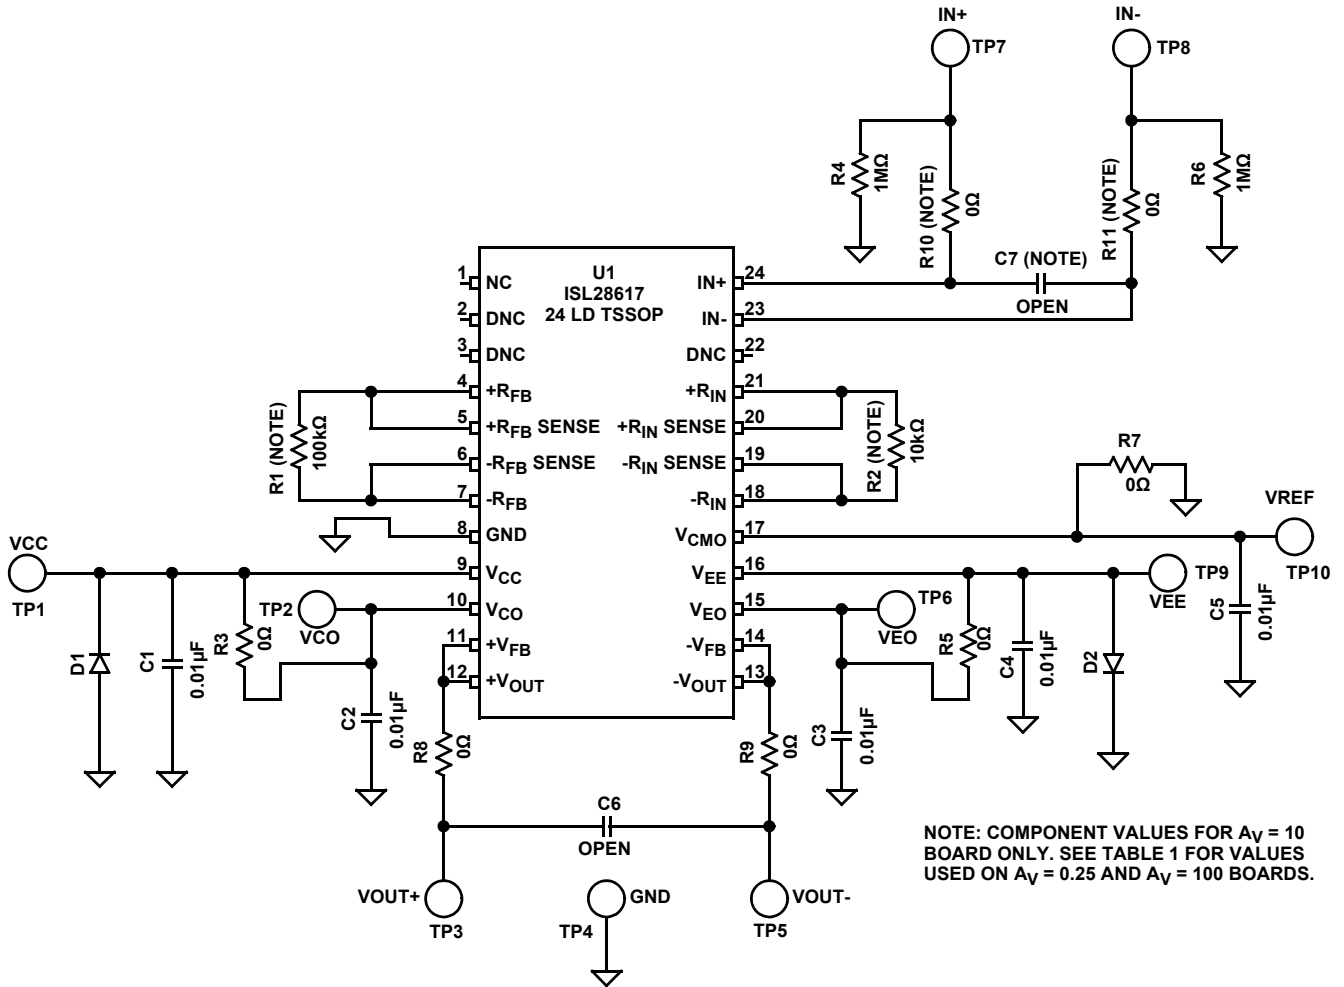 IN+
TP7
IN-
TP8
R4
1MΩ
R10 (NOTE)
0Ω
R11 (NOTE)
0Ω
R6
1MΩ
C7 (NOTE)
OPEN
U1
ISL28617
24 LD TSSOP
1
NC
2
DNC
3
DNC
4
+RFB
5
+RFB SENSE
6
-RFB SENSE
7
-RFB
8
GND
9
VCC
10
VCO
11
+VFB
12
+VOUT
24
IN+
23
IN-
22
DNC
21
+RIN
20
+RIN SENSE
19
-RIN SENSE
18
-RIN
17
VCMO
16
VEE
15
VEO
14
-VFB
13
-VOUT
R1 (NOTE)
100kΩ
R2 (NOTE)
10kΩ
R7
0Ω
VREF
TP10
VCC
TP1
TP2
VCO
TP6
VEO
TP9
VEE
D1
C1
0.01µF
R3
0Ω
C2
0.01µF
R8
0Ω
R9
0Ω
C3
0.01µF
R5
0Ω
C4
0.01µF
D2
C5
0.01µF
C6
OPEN
VOUT+
TP3
GND
TP4
VOUT-
TP5
NOTE: COMPONENT VALUES FOR AV = 10
BOARD ONLY. SEE TABLE 1 FOR VALUES
USED ON AV = 0.25 AND AV = 100 BOARDS.